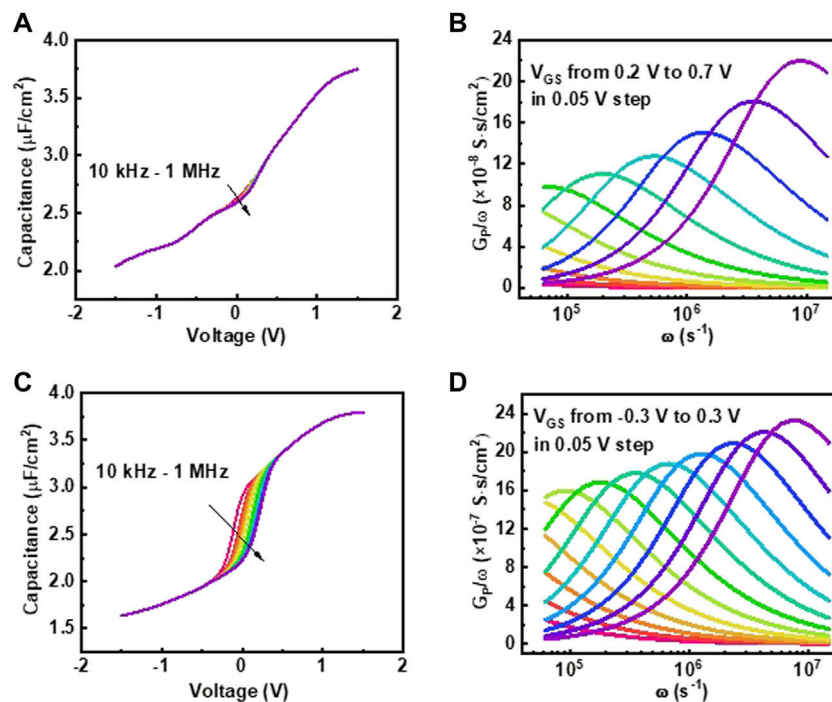 A
4.0
3.5
3.0
2.5
2.0
Capacitance (μF/cm²)
10 kHz - 1 MHz
-2
-1
0
1
2
Voltage (V)
B
24
20
16
12
8
4
0
G_P/ω (×10⁻⁸ S·s/cm²)
V_GS from 0.2 V to 0.7 V
in 0.05 V step
10⁵
10⁶
10⁷
ω (s⁻¹)
C
4.0
3.5
3.0
2.5
2.0
1.5
Capacitance (μF/cm²)
10 kHz - 1 MHz
-2
-1
0
1
2
Voltage (V)
D
24
20
16
12
8
4
0
G_P/ω (×10⁻⁷ S·s/cm²)
V_GS from -0.3 V to 0.3 V
in 0.05 V step
10⁵
10⁶
10⁷
ω (s⁻¹)